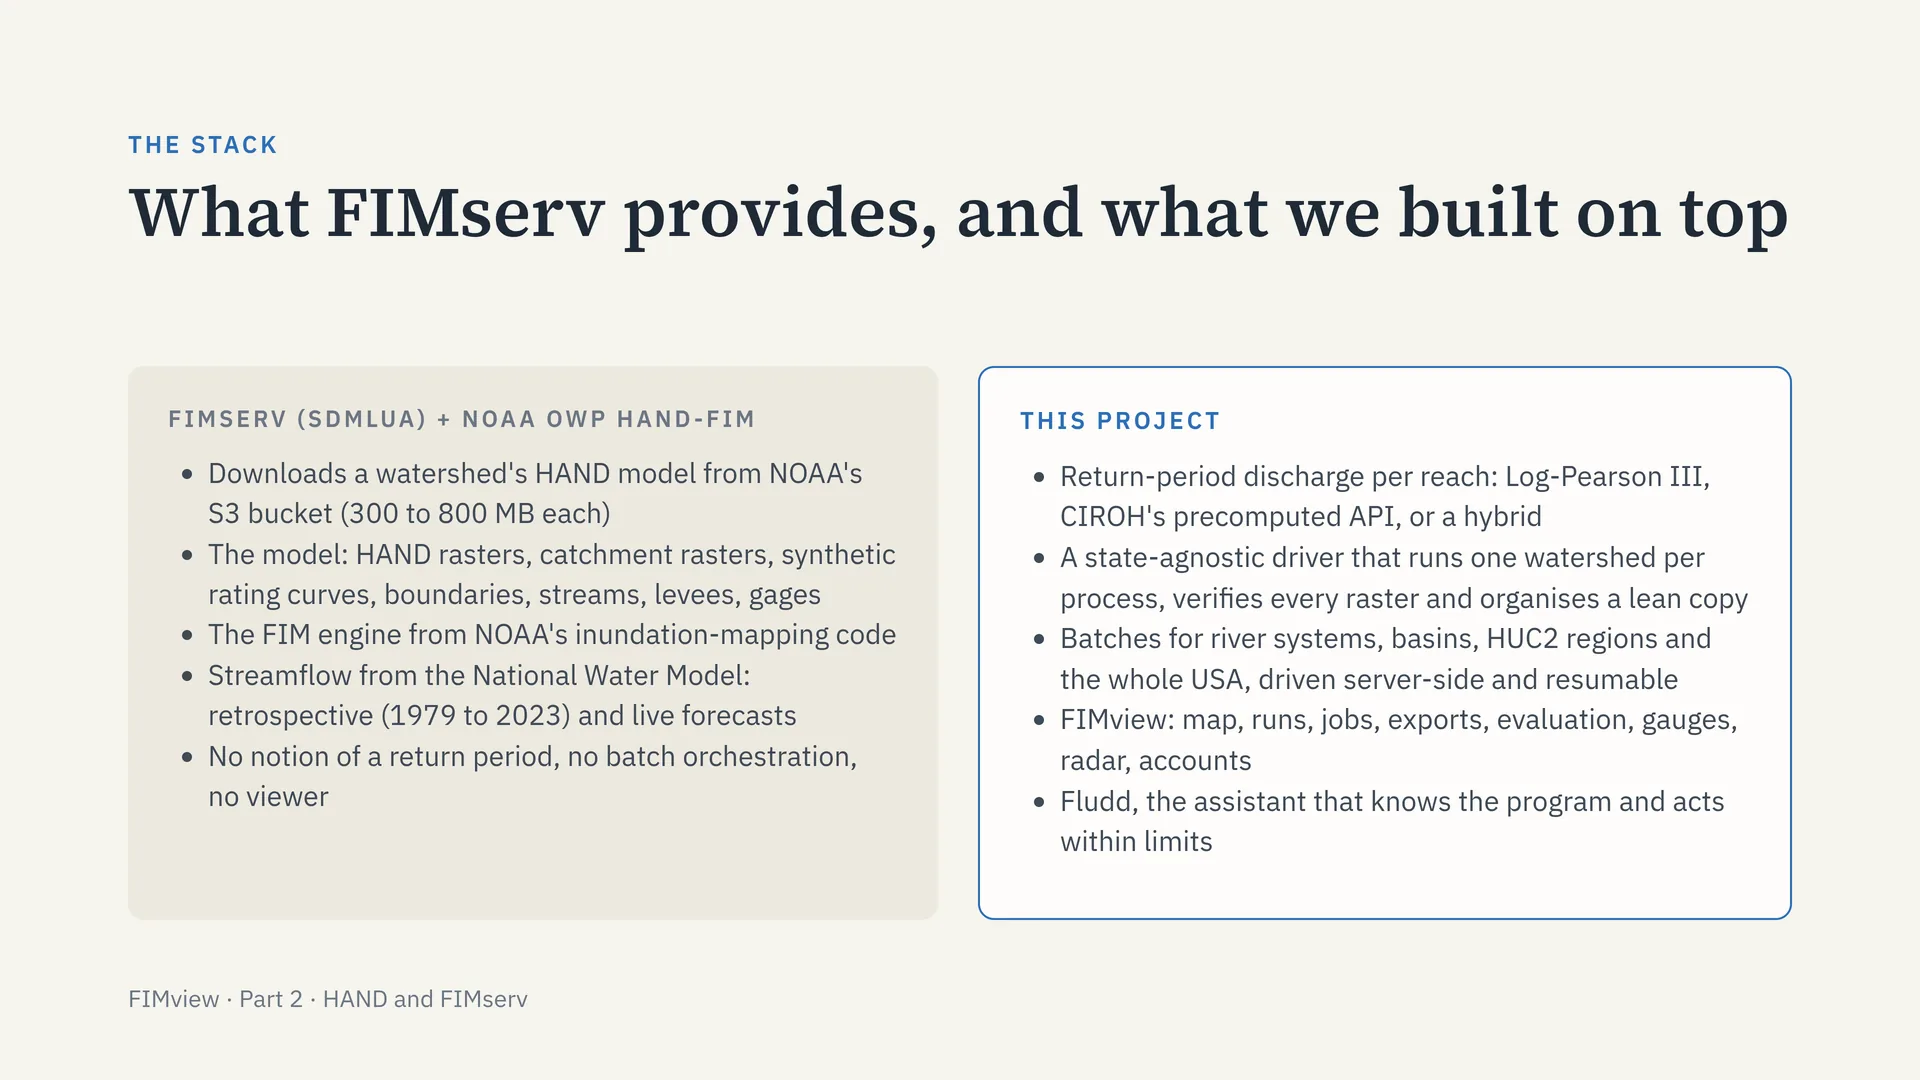 THE STACK
What FIMserv provides, and what we built on top
FIMSERV (SDMLUA) + NOAA OWP HAND-FIM
• Downloads a watershed's HAND model from NOAA's
S3 bucket (300 to 800 MB each)
• The model: HAND rasters, catchment rasters, synthetic
rating curves, boundaries, streams, levees, gages
• The FIM engine from NOAA's inundation-mapping code
• Streamflow from the National Water Model:
retrospective (1979 to 2023) and live forecasts
• No notion of a return period, no batch orchestration,
no viewer
THIS PROJECT
• Return-period discharge per reach: Log-Pearson III,
CIROH's precomputed API, or a hybrid
• A state-agnostic driver that runs one watershed per
process, verifies every raster and organises a lean copy
• Batches for river systems, basins, HUC2 regions and
the whole USA, driven server-side and resumable
• FIMview: map, runs, jobs, exports, evaluation, gauges,
radar, accounts
• Fludd, the assistant that knows the program and acts
within limits
FIMview · Part 2 · HAND and FIMserv